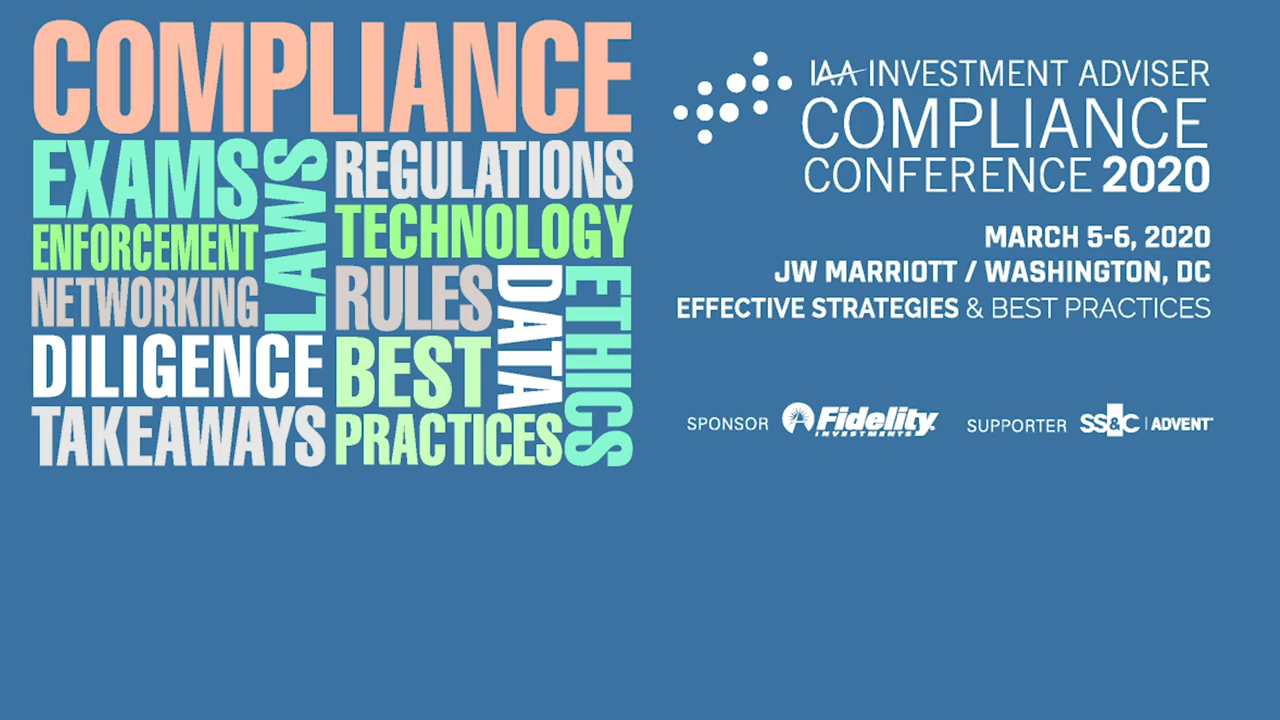 COMPLIANCE
EXAMS
LAWS
REGULATIONS
ENFORCEMENT
TECHNOLOGY
NETWORKING
RULES
DATA
ETHICS
DILIGENCE
BEST
TAKEAWAYS
PRACTICES
IAA INVESTMENT ADVISER
COMPLIANCE
CONFERENCE 2020
MARCH 5-6, 2020
JW MARRIOTT / WASHINGTON, DC
EFFECTIVE STRATEGIES & BEST PRACTICES
SPONSOR Fidelity INVESTMENTS
SUPPORTER SS&C | ADVENT